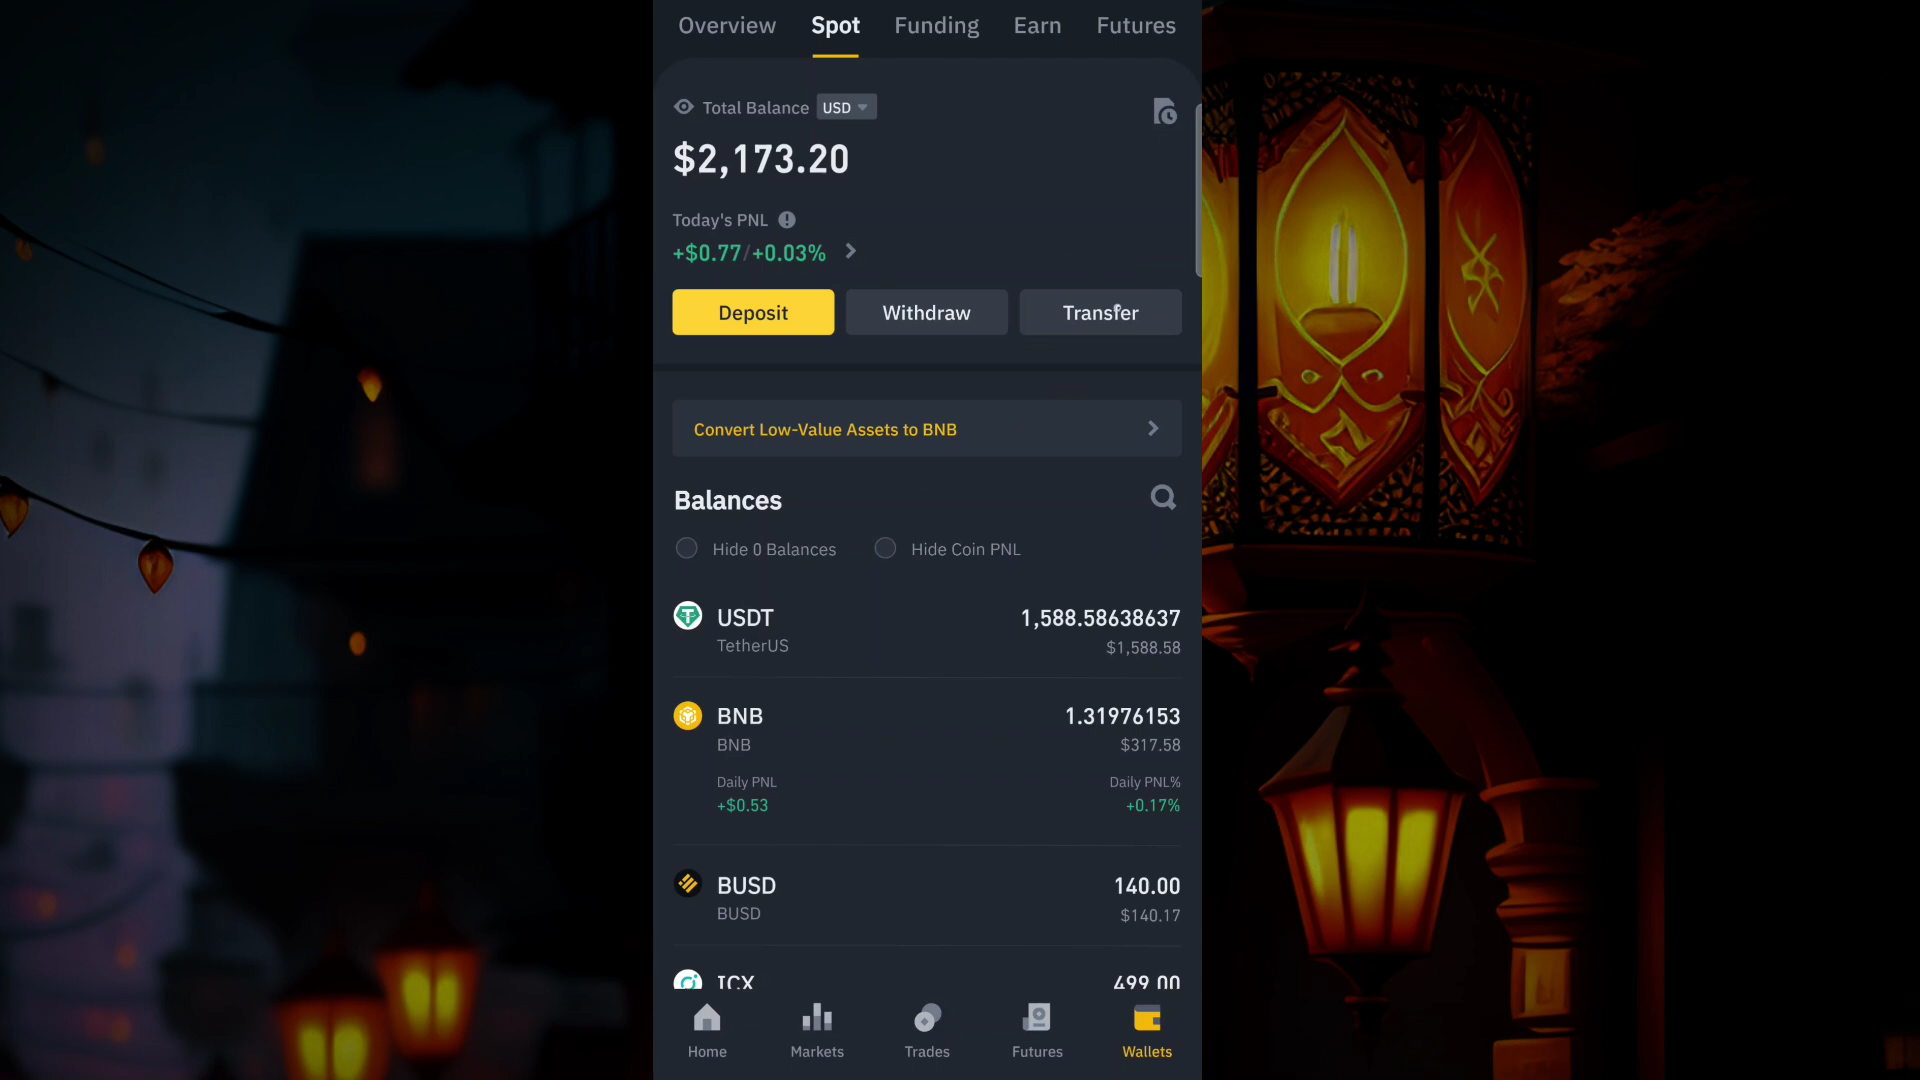 Overview Spot Funding Earn Futures
Total Balance USD
$2,173.20
Today's PNL
+$0.77/+0.03%
Deposit Withdraw Transfer
Convert Low-Value Assets to BNB
Balances
Hide 0 Balances Hide Coin PNL
USDT 1,588.58638637
TetherUS $1,588.58
BNB 1.31976153
BNB $317.58
Daily PNL Daily PNL%
+$0.53 +0.17%
BUSD 140.00
BUSD $140.17
ICX 499.00
Home Markets Trades Futures Wallets